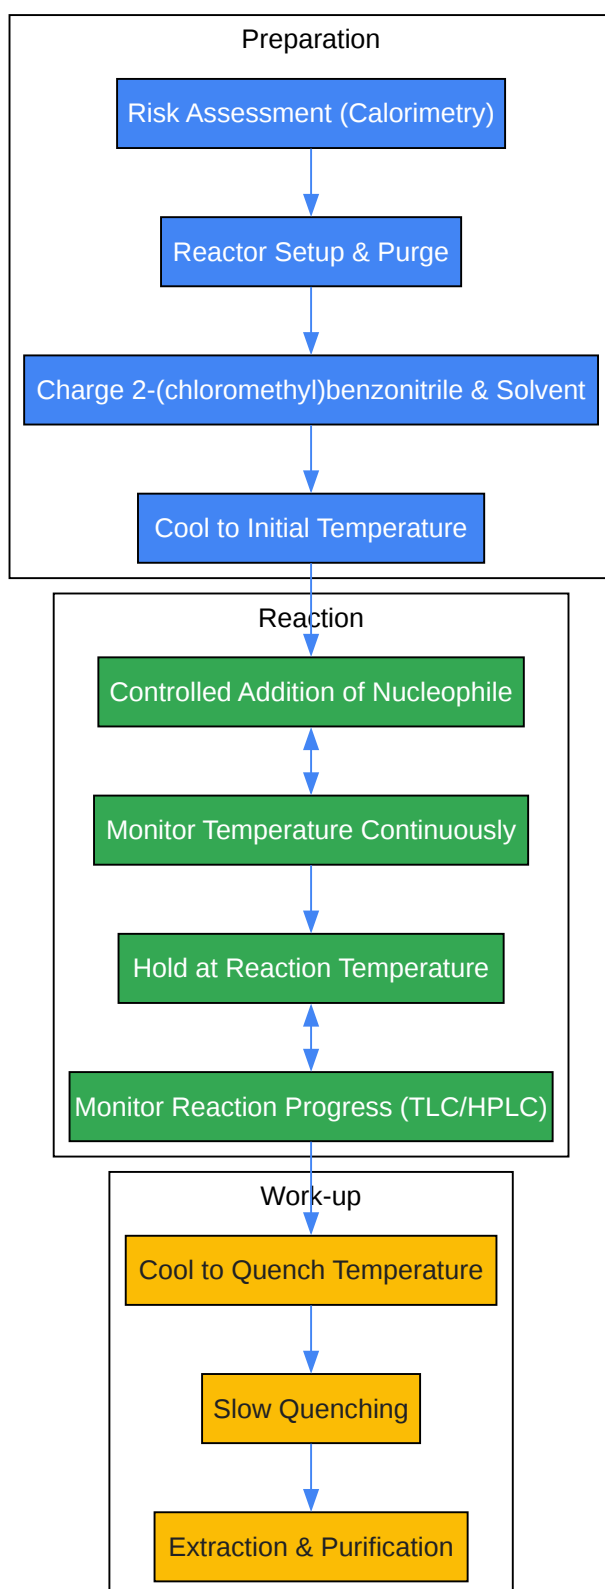 Preparation
Risk Assessment (Calorimetry)
Reactor Setup & Purge
Charge 2-(chloromethyl)benzonitrile & Solvent
Cool to Initial Temperature
Reaction
Controlled Addition of Nucleophile
Monitor Temperature Continuously
Hold at Reaction Temperature
Monitor Reaction Progress (TLC/HPLC)
Work-up
Cool to Quench Temperature
Slow Quenching
Extraction & Purification